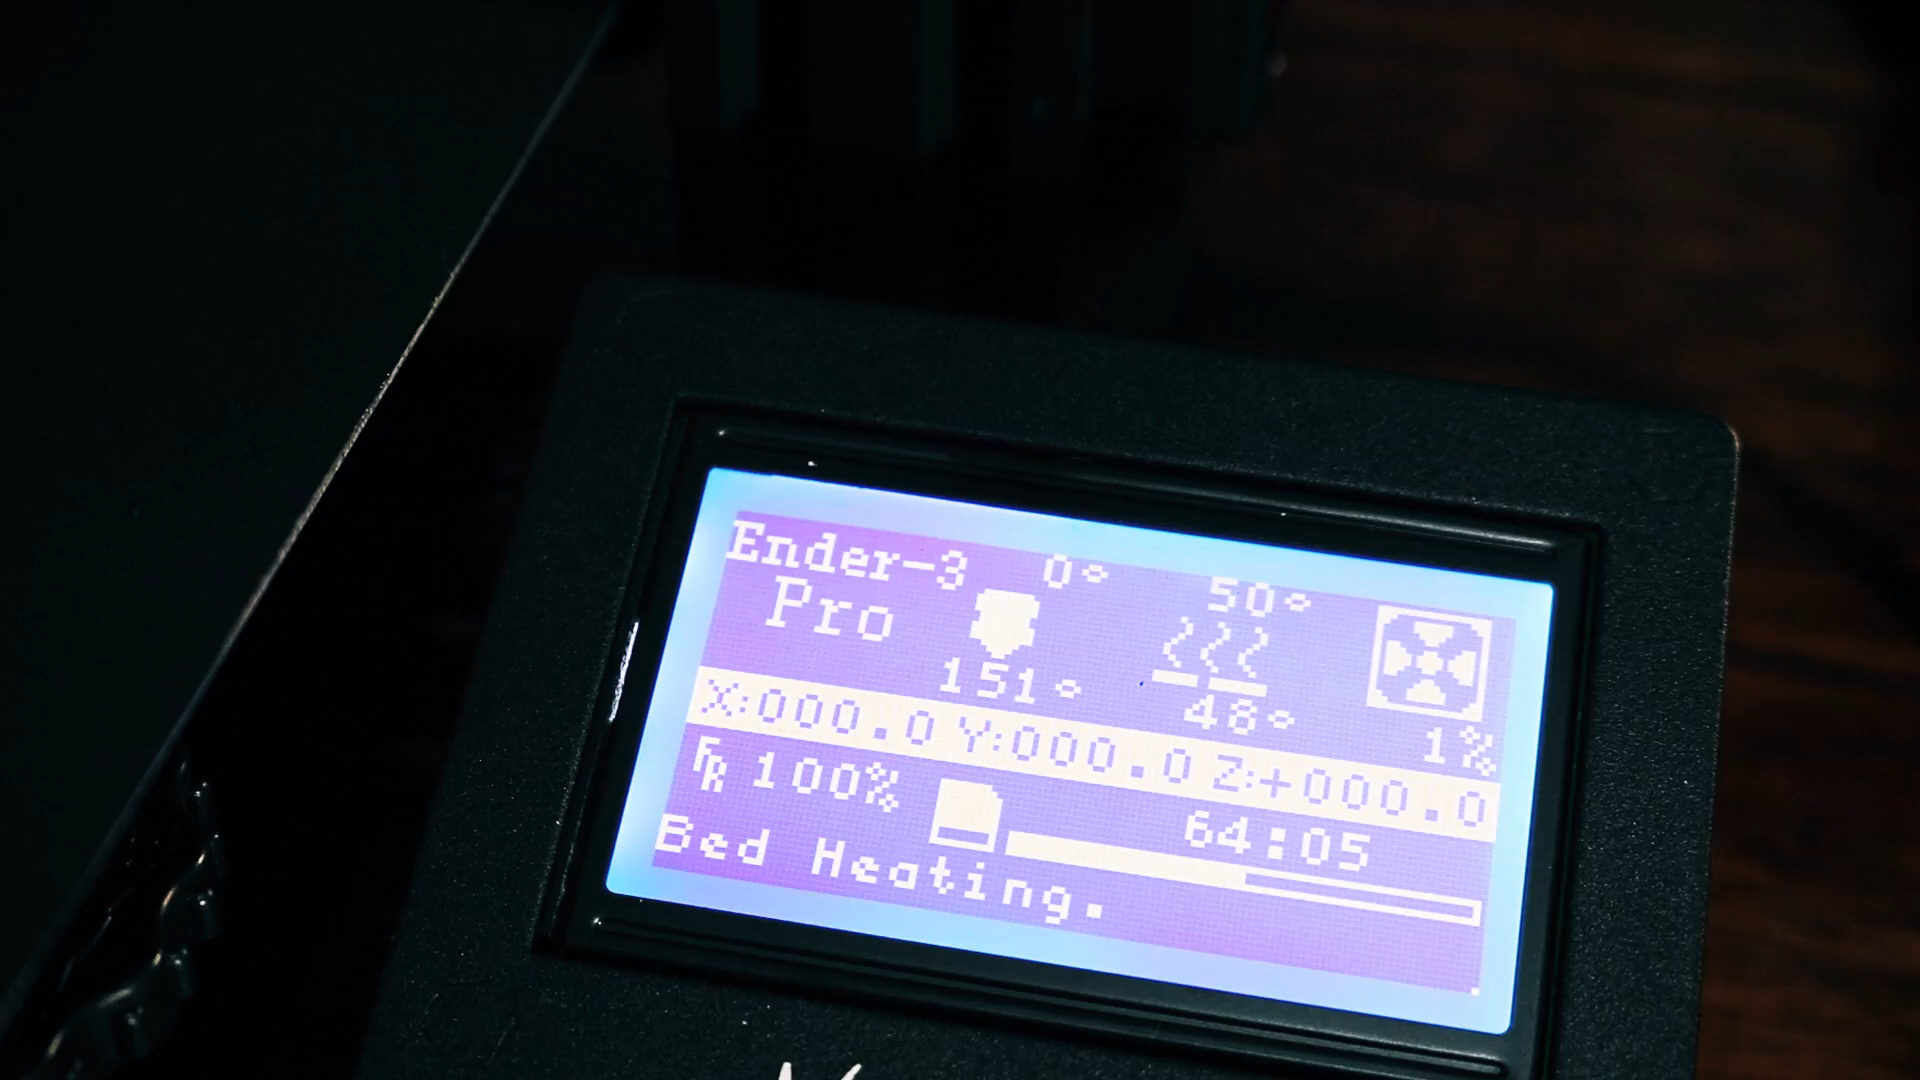 Ender-3 0° 50°
Pro
151° 48°
1%
X:000.0 Y:000.0 Z:+000.0
FR 100% 64:05
Bed Heating.